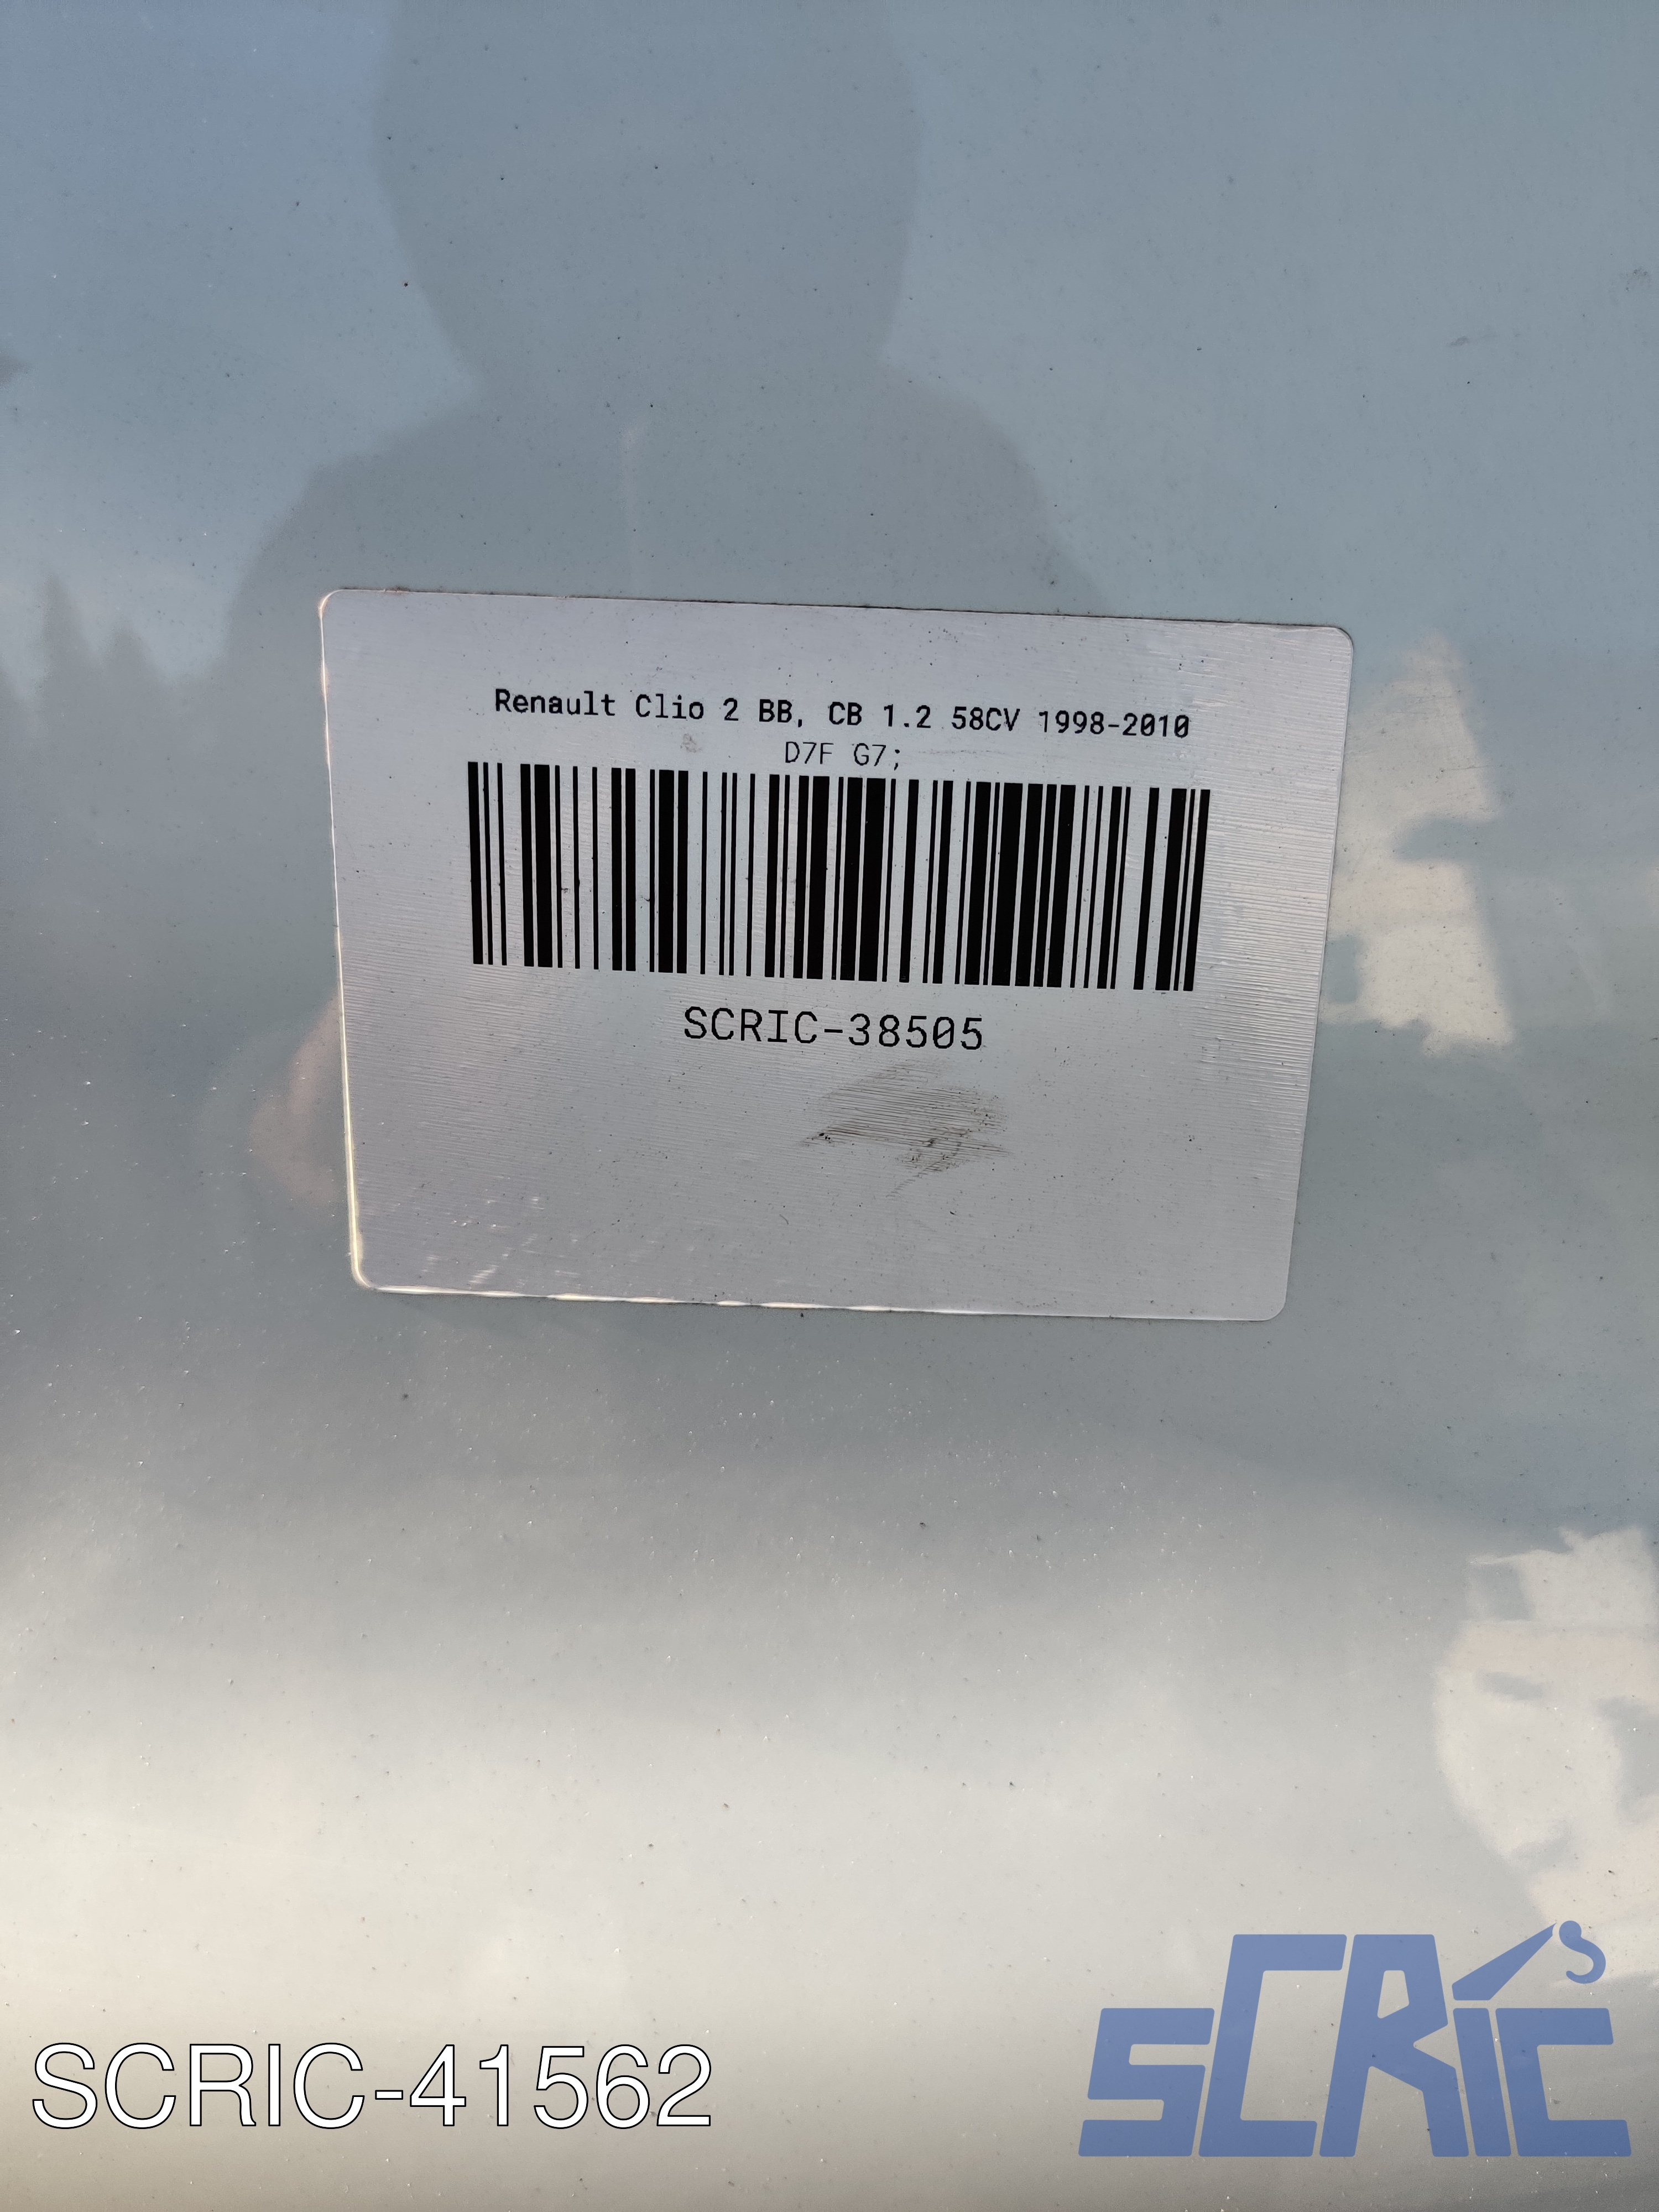 Renault Clio 2 BB, CB 1.2 58CV 1998-2010
D7F G7;
SCRIC-38505
SCRIC-41562
SCRIC